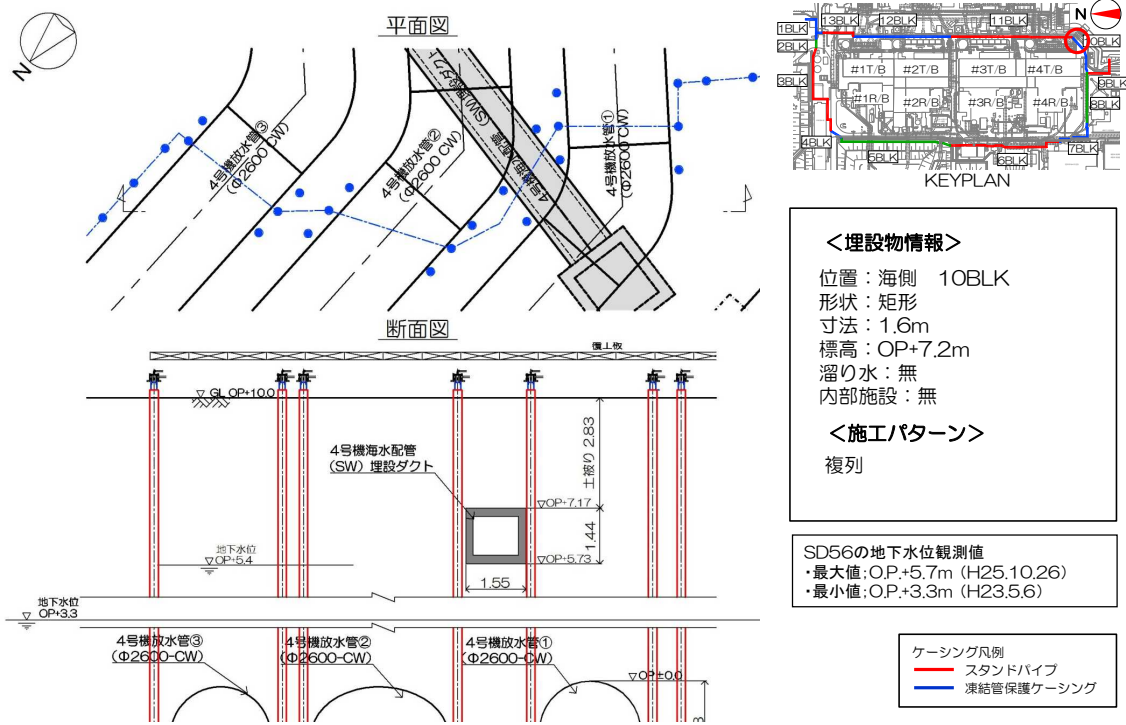 平面図
N
4号機放水管③
(Φ2600 CW)
4号機放水管②
(Φ2600 CW)
4号機海水配管 (SW) 埋設ダクト
4号機放水管①
(Φ2600 CW)
断面図
覆工板
GL OP+10.0
4号機海水配管
(SW) 埋設ダクト
土被り 2.83
OP+7.17
1.44
OP+5.73
1.55
地下水位
OP+5.4
地下水位
OP+3.3
4号機放水管③
(Φ2600-CW)
4号機放水管②
(Φ2600-CW)
4号機放水管①
(Φ2600-CW)
OP±0.0
N
1BLK
13BLK
12BLK
11BLK
10BLK
2BLK
#1T/B
#2T/B
#3T/B
#4T/B
3BLK
9BLK
#1R/B
#2R/B
#3R/B
#4R/B
8BLK
4BLK
5BLK
6BLK
7BLK
KEYPLAN
＜埋設物情報＞
位置：海側　10BLK
形状：矩形
寸法：1.6m
標高：OP+7.2m
溜り水：無
内部施設：無
＜施工パターン＞
複列
SD56の地下水位観測値
・最大値;O.P.+5.7m (H25.10.26)
・最小値;O.P.+3.3m (H23.5.6)
ケーシング凡例
スタンドパイプ
凍結管保護ケーシング